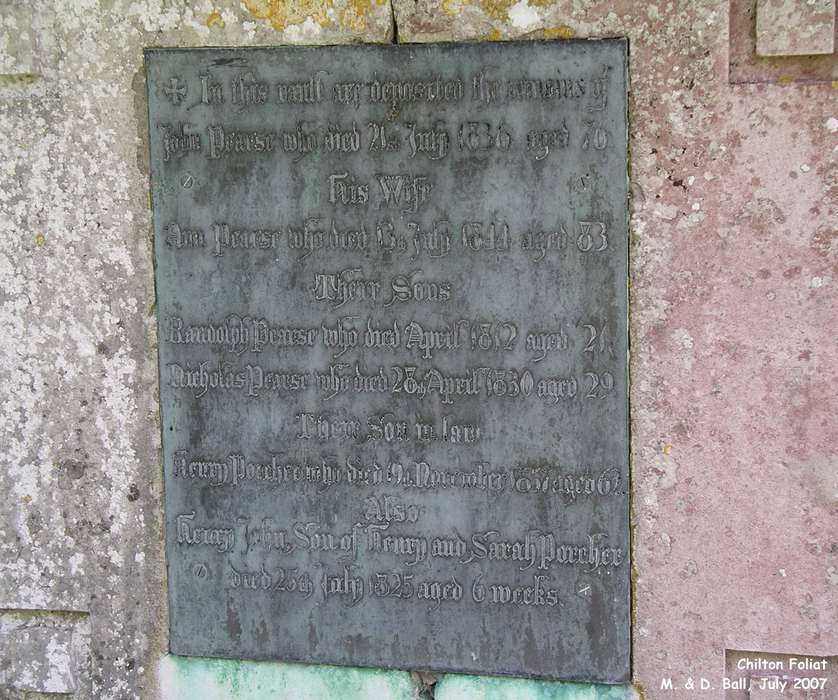 ✠ In this vault are deposited the remains of
John Pearse who died 21st July 1836 aged 76
His Wife
Ann Pearse who died 13th July 1844 aged 83
Their Sons
Randolph Pearse who died April 1812 aged 21
Nicholas Pearse who died 28th April 1830 aged 29
Their Son in law
Henry Porcher who died November aged
Also
Henry John, Son of Henry and Sarah Porcher
died 25th July 1825 aged 6 weeks.
Chilton Foliat
M. & D. Ball, July 2007